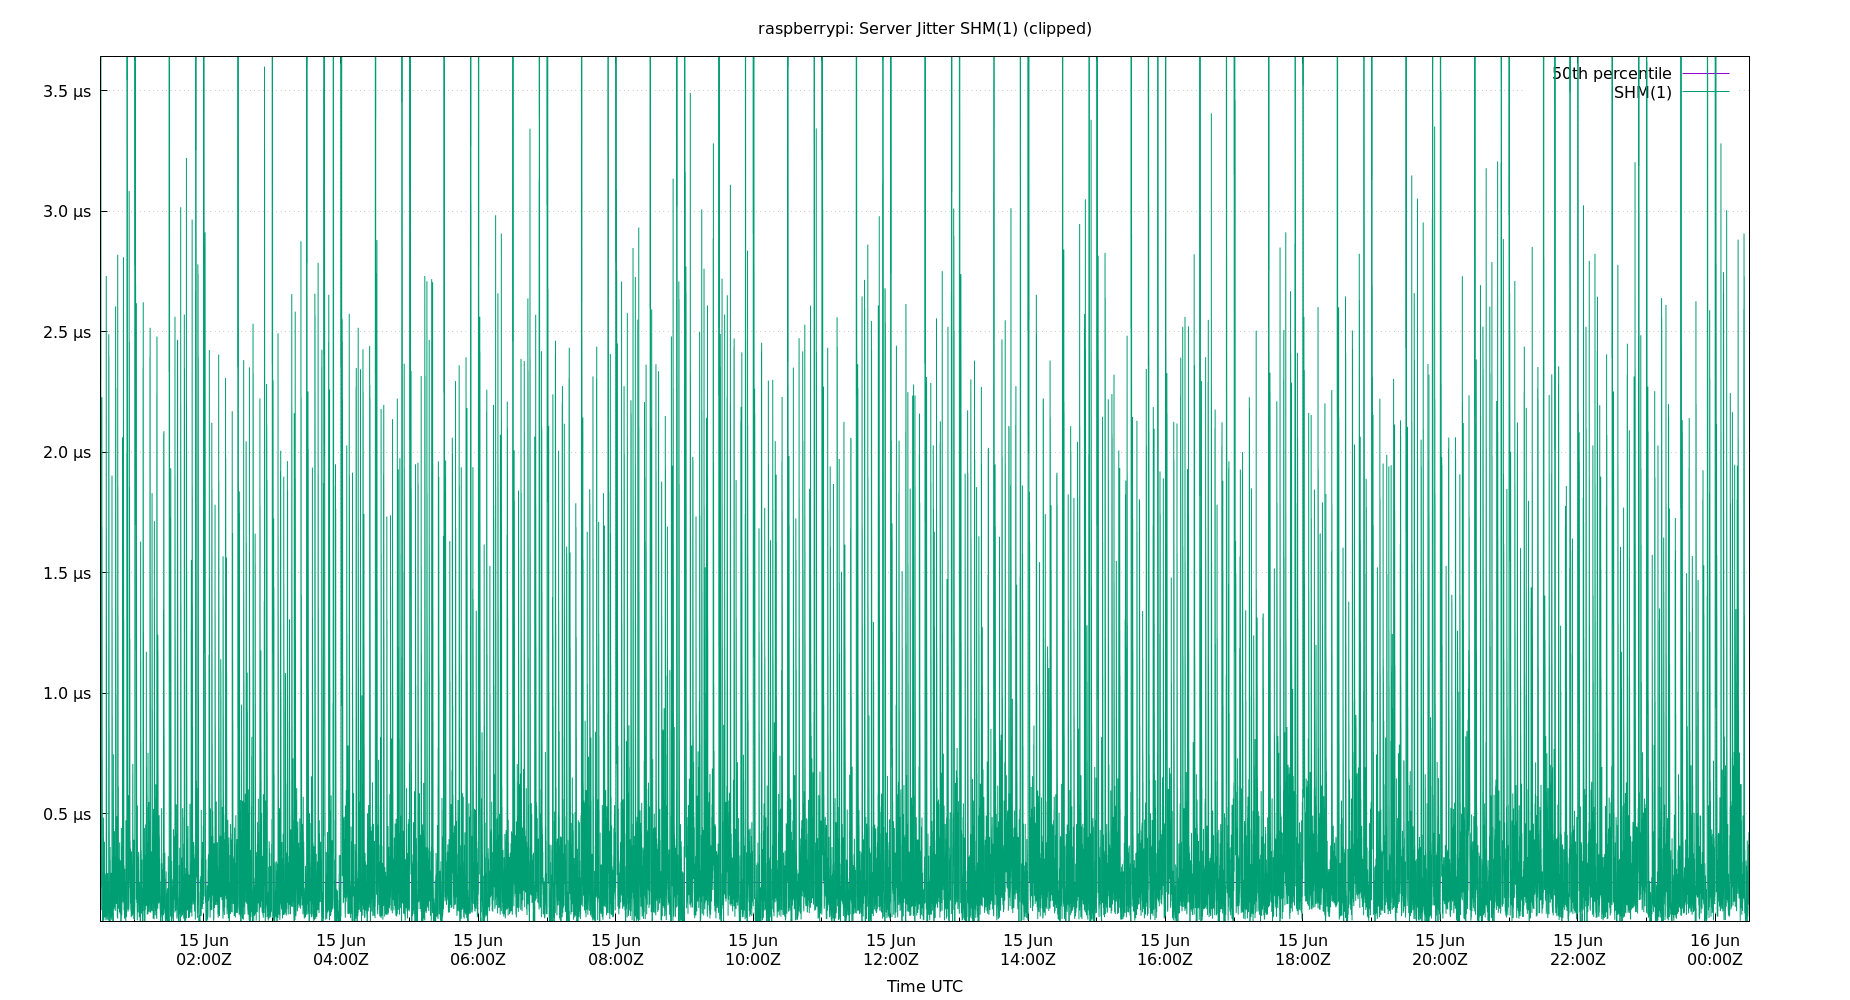 raspberrypi: Server Jitter SHM(1) (clipped)
50th percentile
SHM(1)
3.5 µs
3.0 µs
2.5 µs
2.0 µs
1.5 µs
1.0 µs
0.5 µs
15 Jun 15 Jun 15 Jun 15 Jun 15 Jun 15 Jun 15 Jun 15 Jun 15 Jun 15 Jun 15 Jun 16 Jun
02:00Z 04:00Z 06:00Z 08:00Z 10:00Z 12:00Z 14:00Z 16:00Z 18:00Z 20:00Z 22:00Z 00:00Z
Time UTC